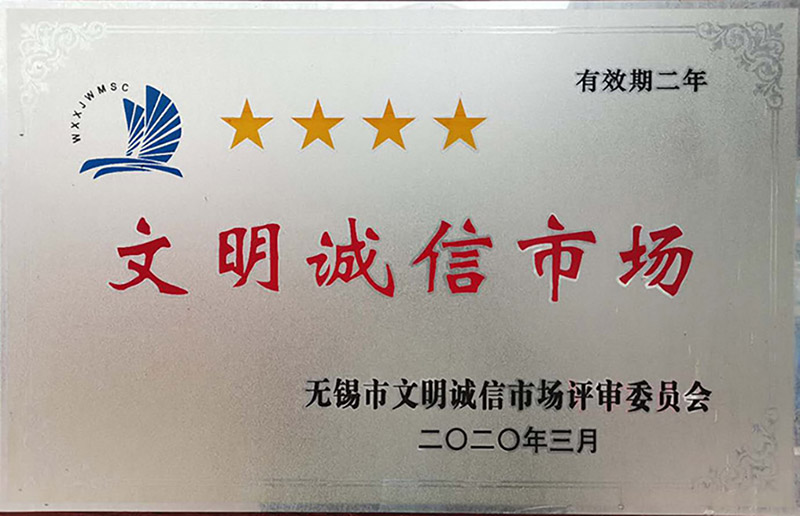 WXXJWMSC
有效期二年
文明诚信市场
无锡市文明诚信市场评审委员会
二〇二〇年三月